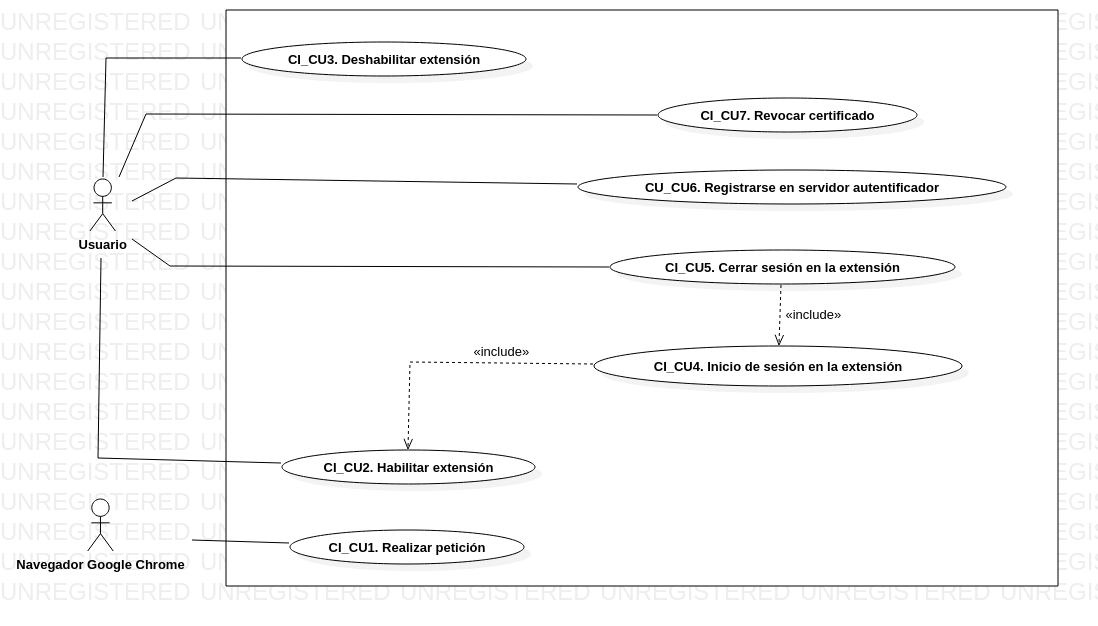 CI_CU3. Deshabilitar extensión
CI_CU7. Revocar certificado
CU_CU6. Registrarse en servidor autentificador
Usuario
CI_CU5. Cerrar sesión en la extensión
«include»
«include»
CI_CU4. Inicio de sesión en la extensión
CI_CU2. Habilitar extensión
CI_CU1. Realizar petición
Navegador Google Chrome
UNREGISTERED UNREGISTERED UNREGISTERED UNREGISTERED UNREGISTERED UNREGISTERED